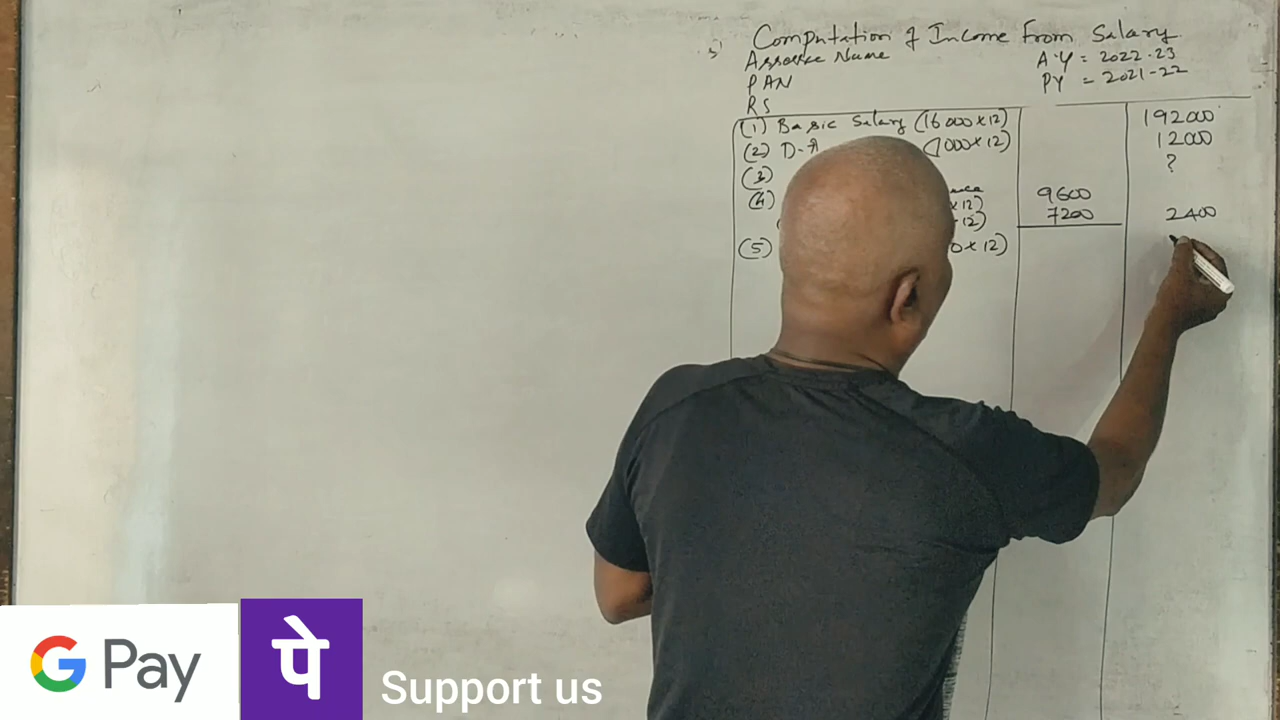 Computation of Income From Salary
Assessee Name
A.Y = 2022-23
PAN
PY = 2021-22
RS
(1) Basic Salary (16000×12) 192000
(2) D.A (1000×12) 12000
(3) ?
(4) 9600
×12) 7200 2400
(5) 0×12)
G Pay पे Support us